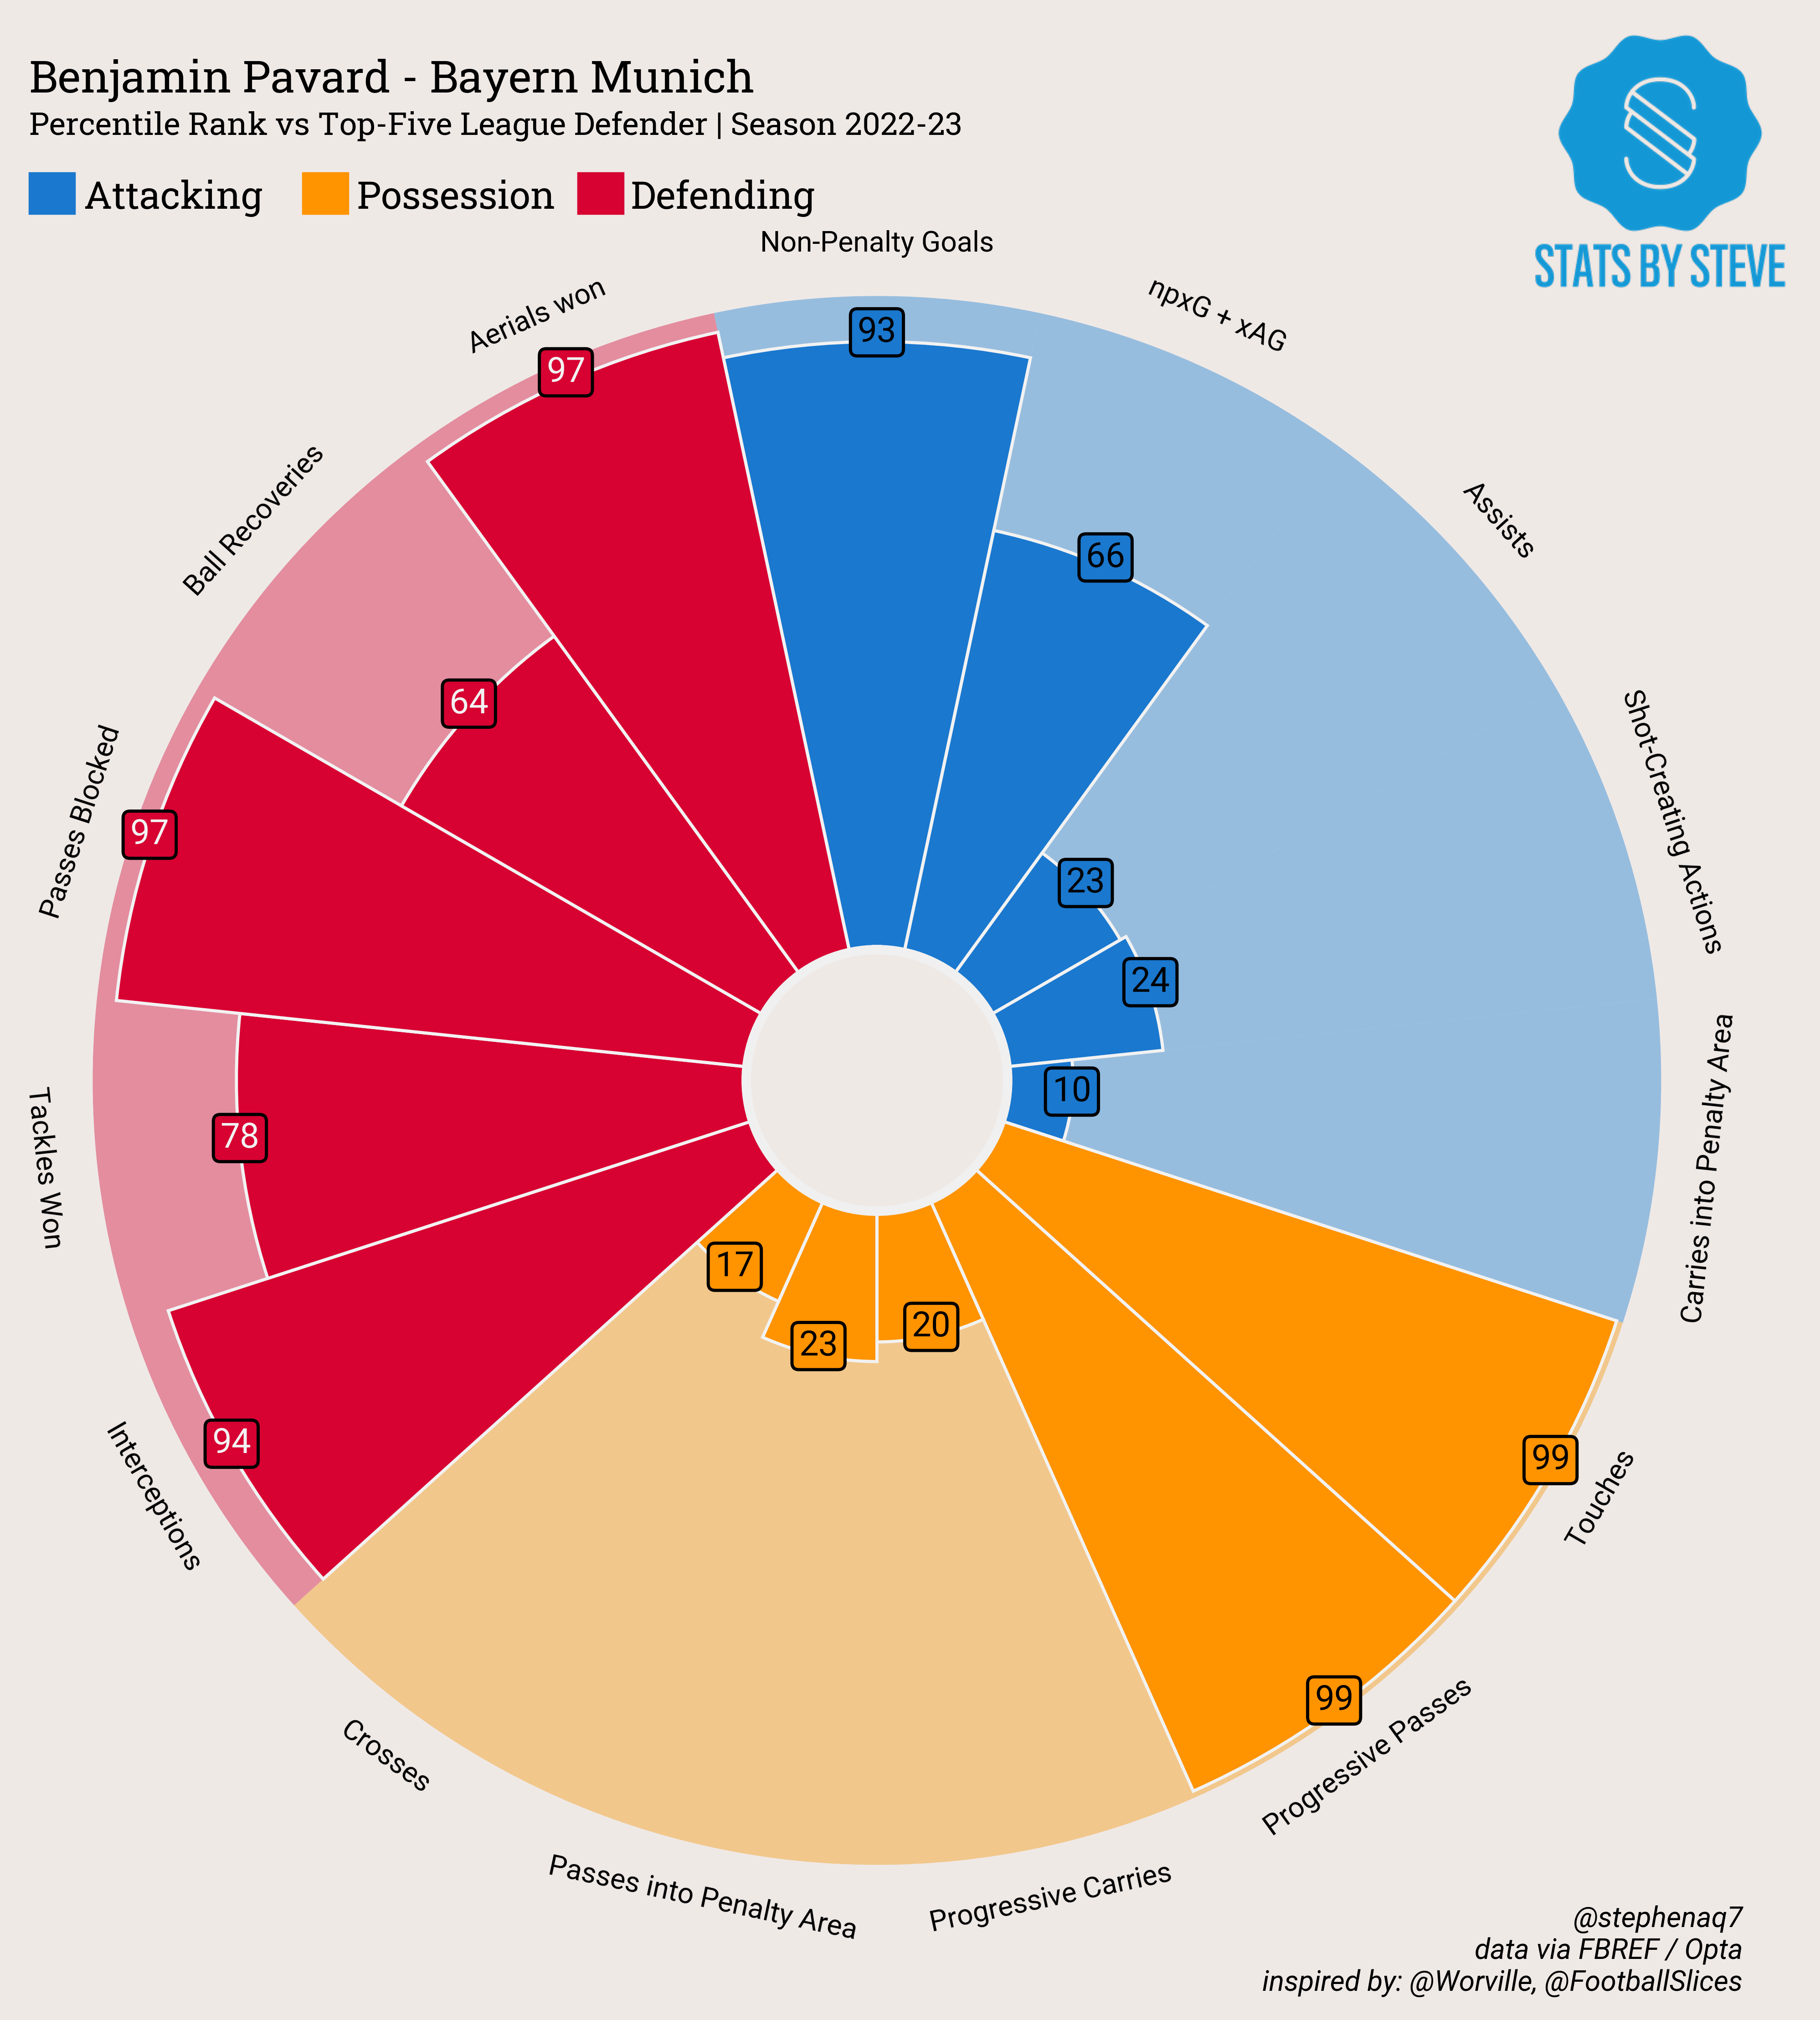 Benjamin Pavard - Bayern Munich
Percentile Rank vs Top-Five League Defender | Season 2022-23
Attacking
Possession
Defending
STATS BY STEVE
Non-Penalty Goals
93
npxG + xAG
66
Assists
23
Shot-Creating Actions
24
Carries into Penalty Area
10
Touches
99
Progressive Passes
99
Progressive Carries
20
Passes into Penalty Area
23
Crosses
17
Interceptions
94
Tackles Won
78
Passes Blocked
97
Ball Recoveries
64
Aerials won
97
@stephenaq7
data via FBREF / Opta
inspired by: @Worville, @FootballSlices